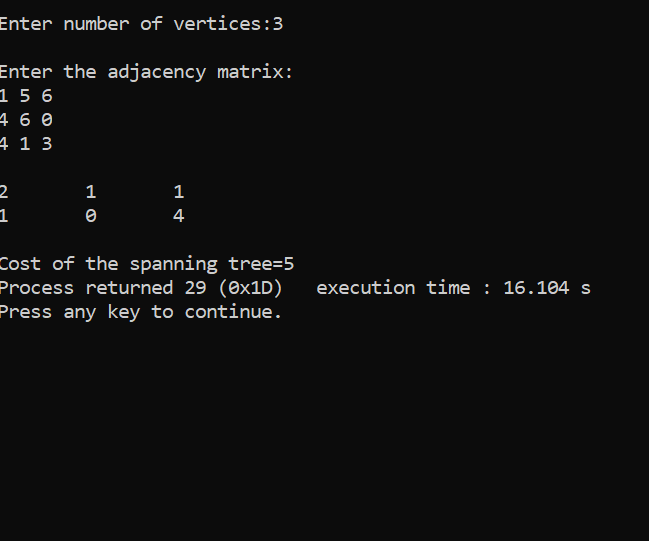 Enter number of vertices:3
Enter the adjacency matrix:
1 5 6
4 6 0
4 1 3
2 1 1
1 0 4
Cost of the spanning tree=5
Process returned 29 (0x1D) execution time : 16.104 s
Press any key to continue.